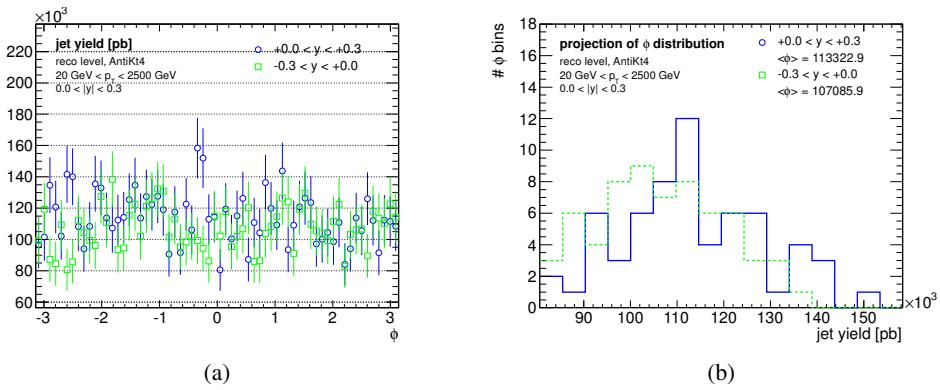 ×10³
220
200
180
160
140
120
100
80
60
jet yield [pb]
reco level, AntiKt4
20 GeV < p_T < 2500 GeV
0.0 < |y| < 0.3
+0.0 < y < +0.3
-0.3 < y < +0.0
-3 -2 -1 0 1 2 3
ϕ
(a)
# ϕ bins
18
16
14
12
10
8
6
4
2
0
projection of ϕ distribution
reco level, AntiKt4
20 GeV < p_T < 2500 GeV
0.0 < |y| < 0.3
+0.0 < y < +0.3
<ϕ> = 113322.9
-0.3 < y < +0.0
<ϕ> = 107085.9
90 100 110 120 130 140 150
×10³
jet yield [pb]
(b)